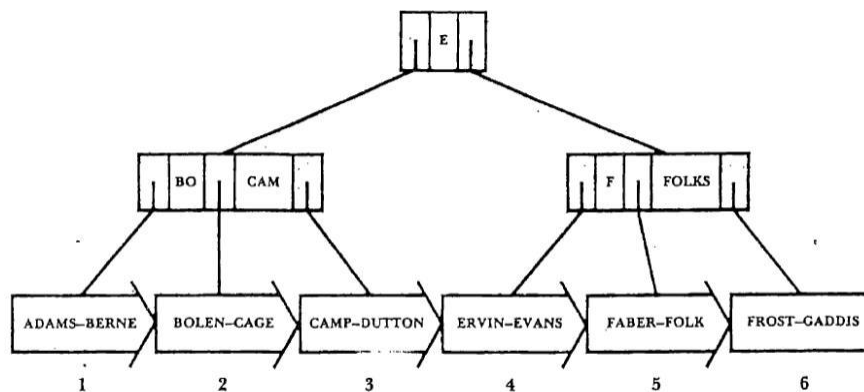 E
BO CAM F FOLKS
ADAMS–BERNE BOLEN–CAGE CAMP–DUTTON ERVIN–EVANS FABER–FOLK FROST–GADDIS
1 2 3 4 5 6